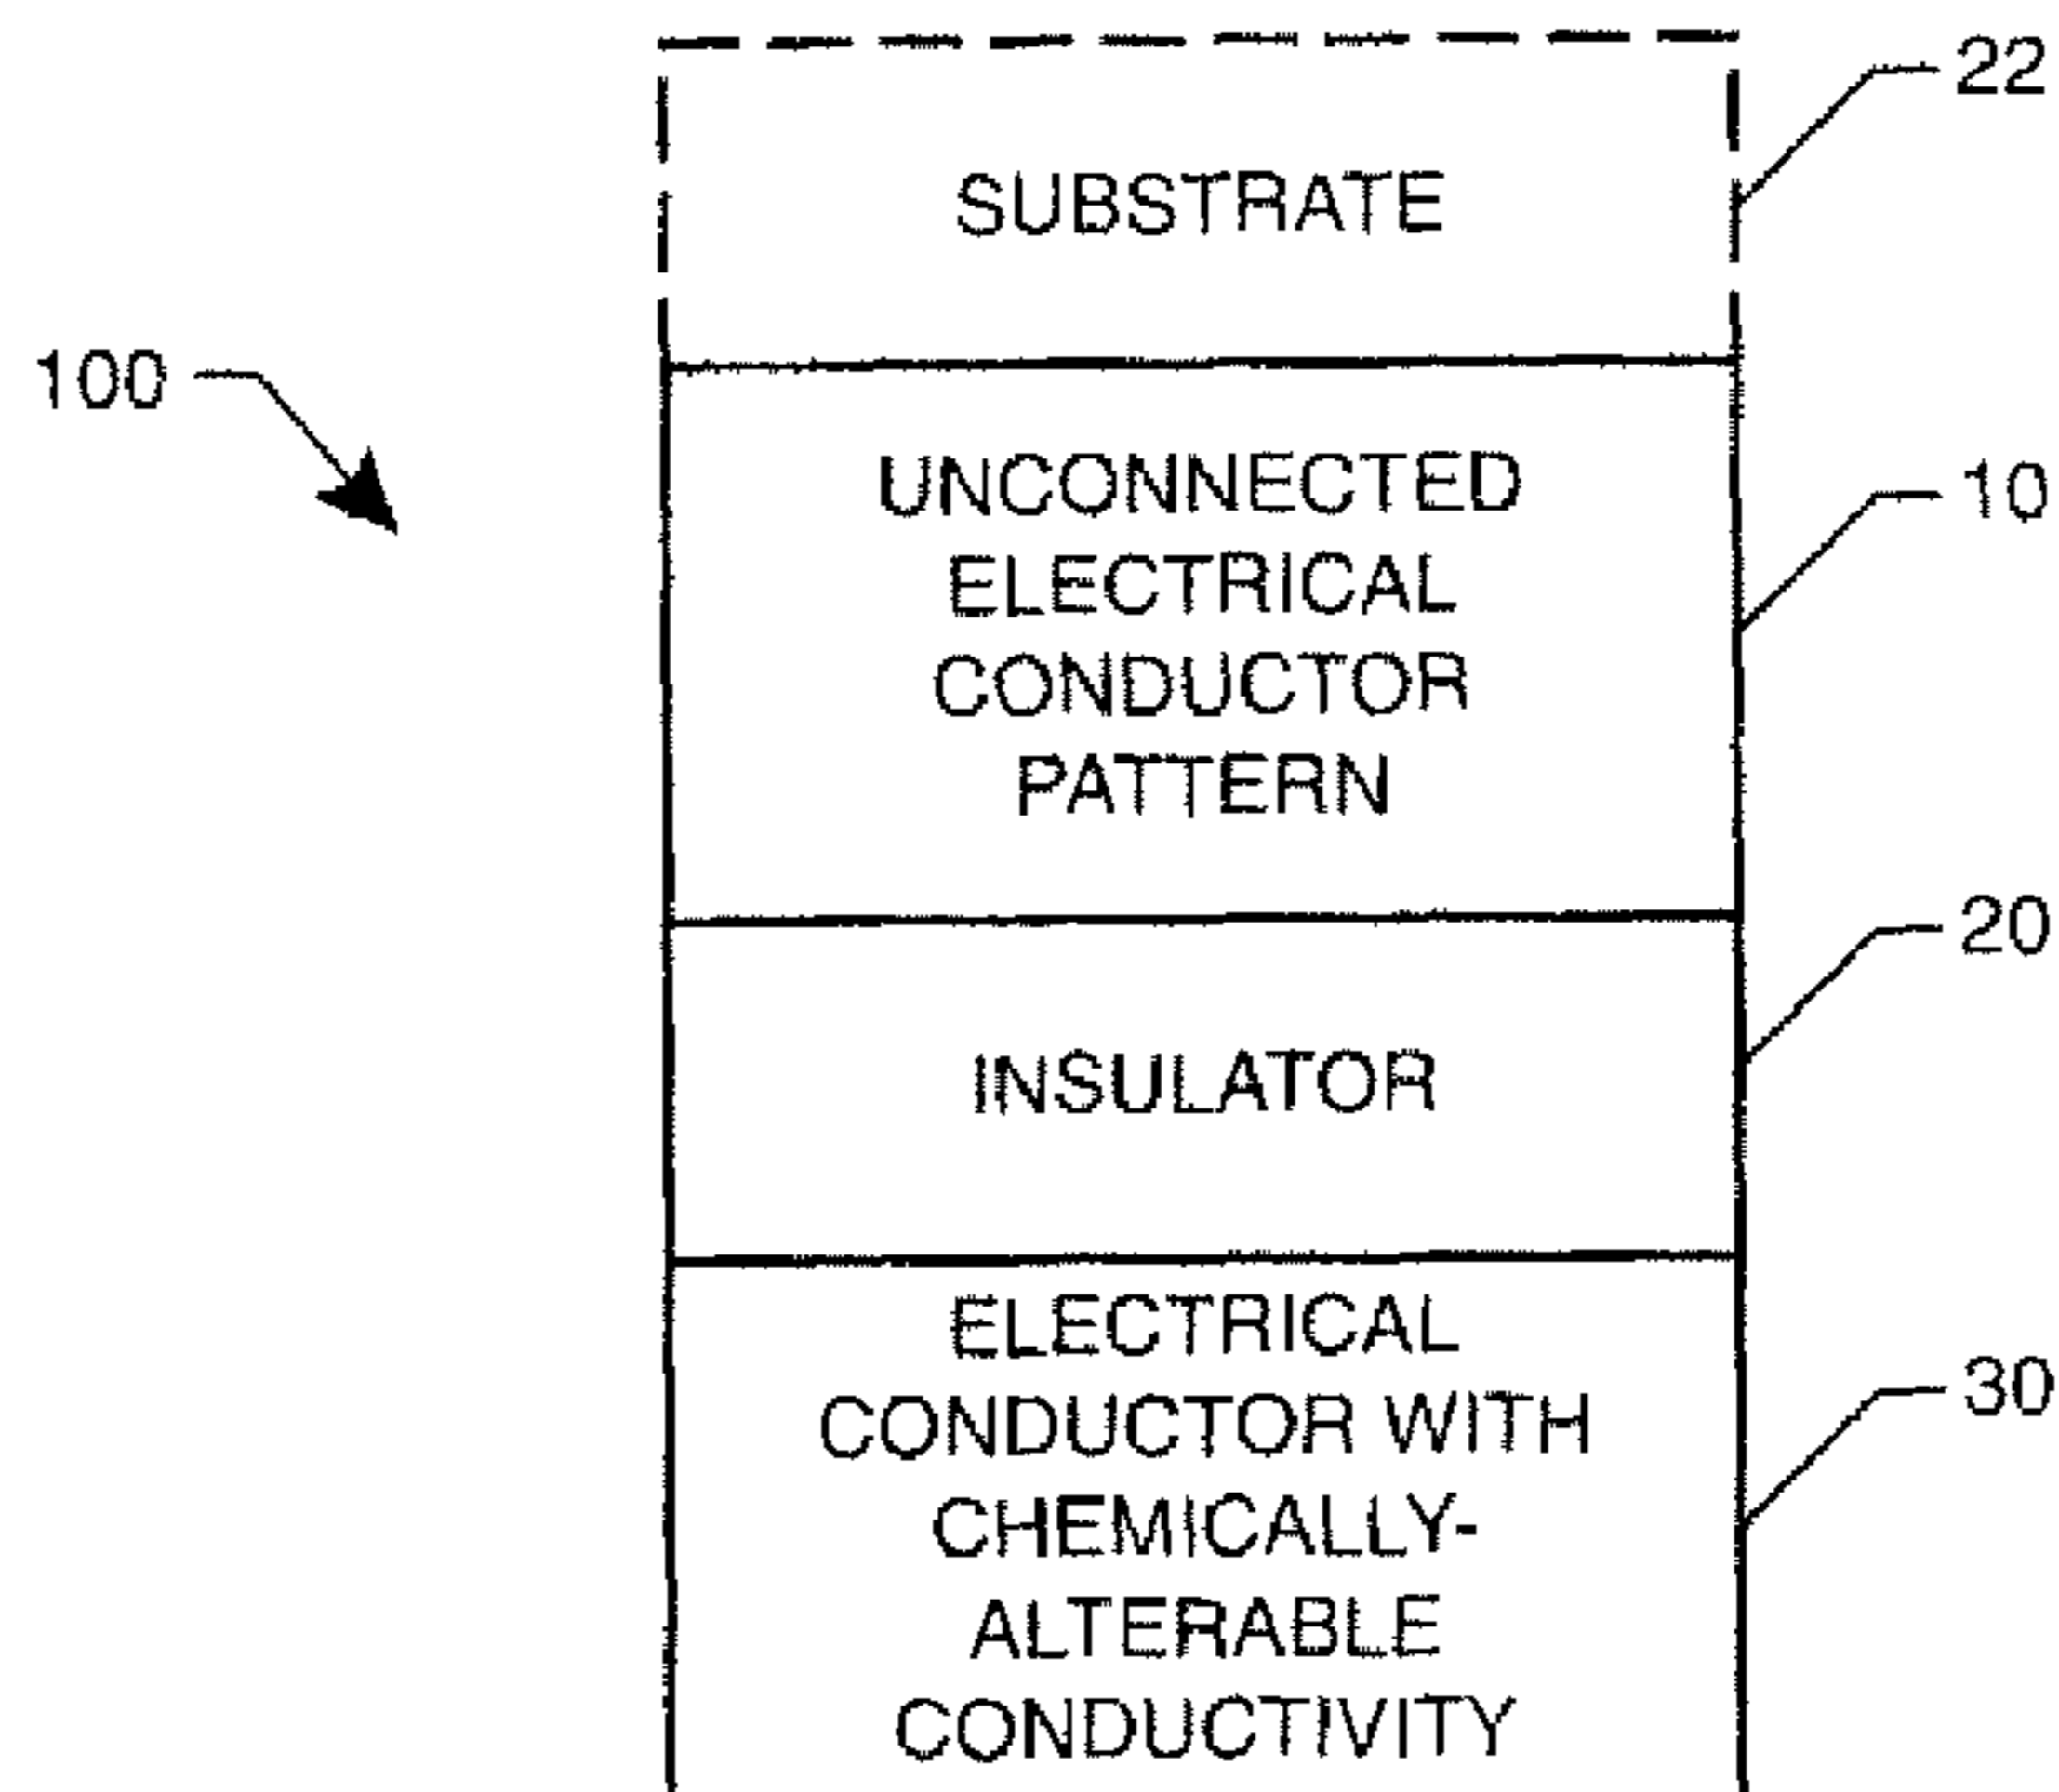 22
SUBSTRATE
100
UNCONNECTED
10
ELECTRICAL
CONDUCTOR
PATTERN
20
INSULATOR
ELECTRICAL
30
CONDUCTOR WITH
CHEMICALLY-
ALTERABLE
CONDUCTIVITY